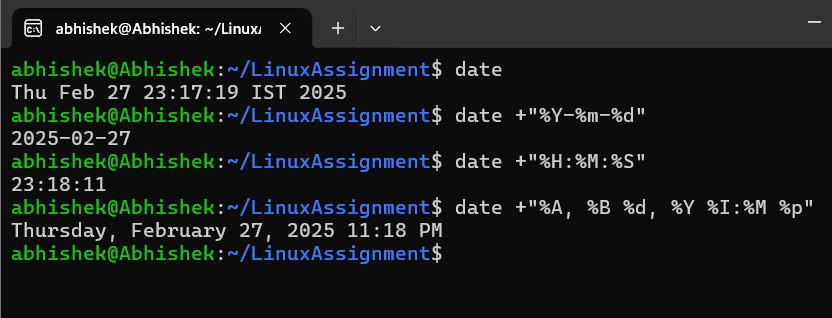 abhishek@Abhishek: ~/Linux/
abhishek@Abhishek:~/LinuxAssignment$ date
Thu Feb 27 23:17:19 IST 2025
abhishek@Abhishek:~/LinuxAssignment$ date +"%Y-%m-%d"
2025-02-27
abhishek@Abhishek:~/LinuxAssignment$ date +"%H:%M:%S"
23:18:11
abhishek@Abhishek:~/LinuxAssignment$ date +"%A, %B %d, %Y %I:%M %p"
Thursday, February 27, 2025 11:18 PM
abhishek@Abhishek:~/LinuxAssignment$